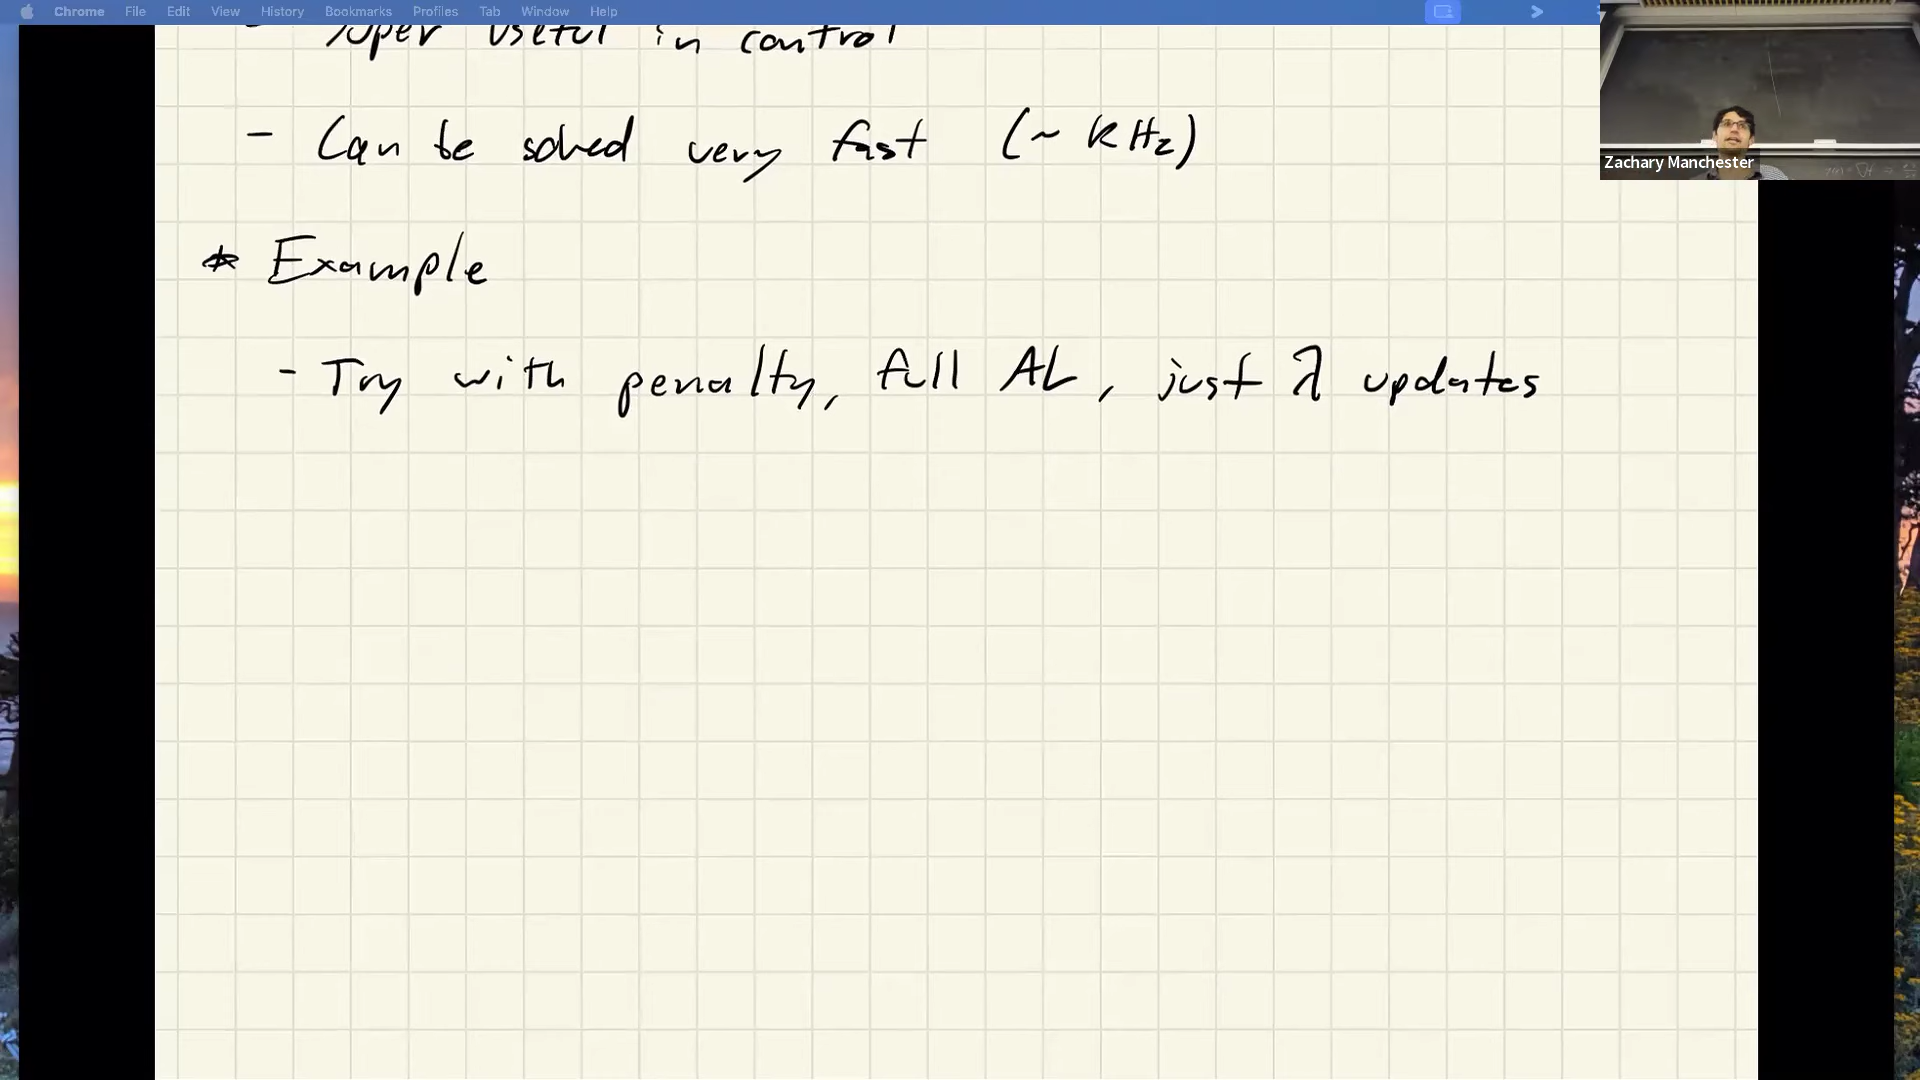 Chrome File Edit View History Bookmarks Profiles Tab Window Help
- super useful in control
- Can be solved very fast (~ kHz)
Zachary Manchester
* Example
- Try with penalty, full AL, just λ updates